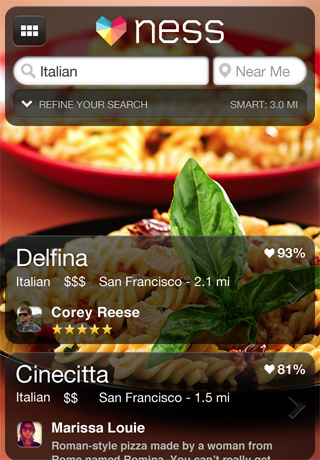 ness
Italian
Near Me
REFINE YOUR SEARCH SMART: 3.0 MI
Delfina 93%
Italian $$$ San Francisco - 2.1 mi
Corey Reese
Cinecitta 81%
Italian $$ San Francisco - 1.5 mi
Marissa Louie
Roman-style pizza made by a woman from
Rome named Romina. You can't really get